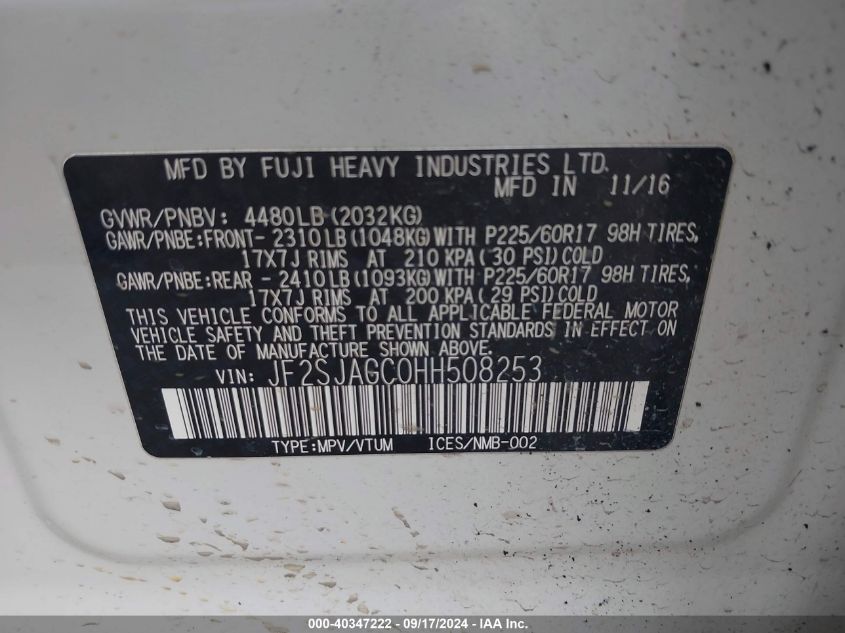 MFD BY FUJI HEAVY INDUSTRIES LTD.
MFD IN 11/16
GVWR/PNBV: 4480LB(2032KG)
GAWR/PNBE:FRONT- 2310LB(1048KG)WITH P225/60R17 98H TIRES,
17X7J RIMS AT 210 KPA(30 PSI)COLD
GAWR/PNBE:REAR - 2410LB(1093KG)WITH P225/60R17 98H TIRES,
17X7J RIMS AT 200 KPA(29 PSI)COLD
THIS VEHICLE CONFORMS TO ALL APPLICABLE FEDERAL MOTOR
VEHICLE SAFETY AND THEFT PREVENTION STANDARDS IN EFFECT ON
THE DATE OF MANUFACTURE SHOWN ABOVE.
VIN: JF2SJAGC0HH508253
TYPE:MPV/VTUM ICES/NMB-002
000-40347222 - 09/17/2024 - IAAI Inc.